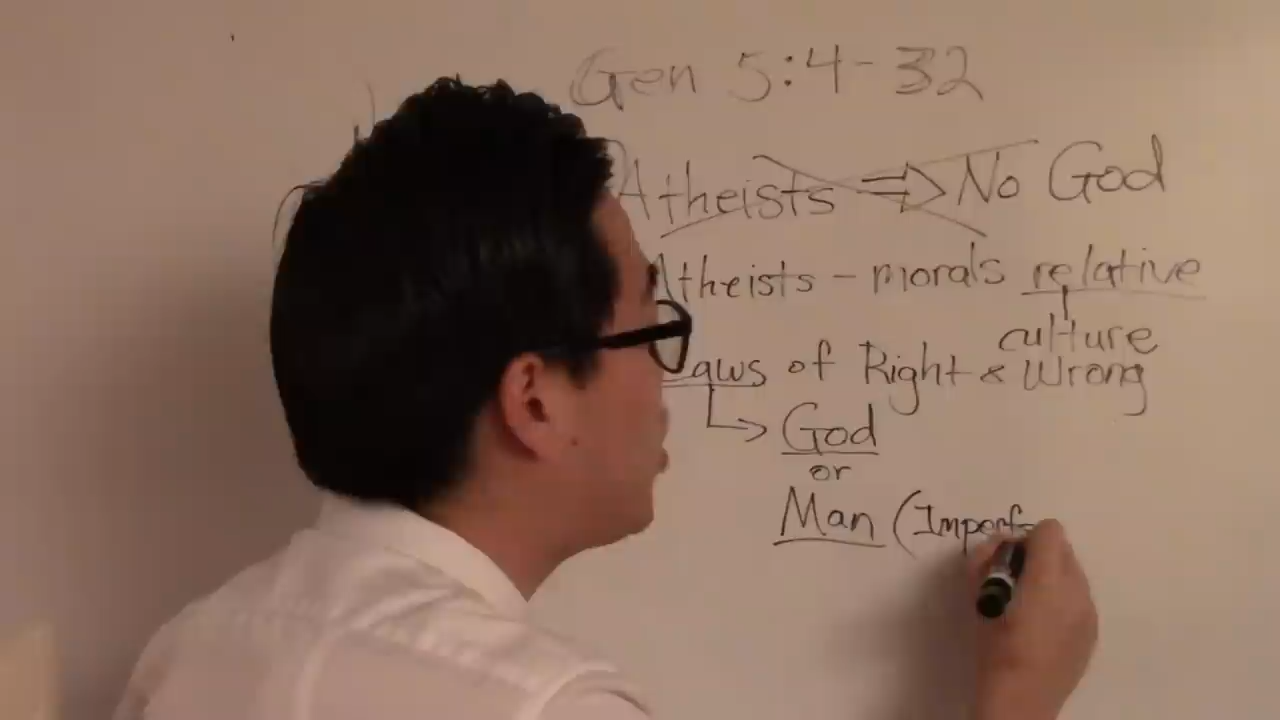 Gen 5:4-32
Atheists ⇒ No God
Atheists - morals relative
culture
Laws of Right & Wrong
↳ God
or
Man (Imperf